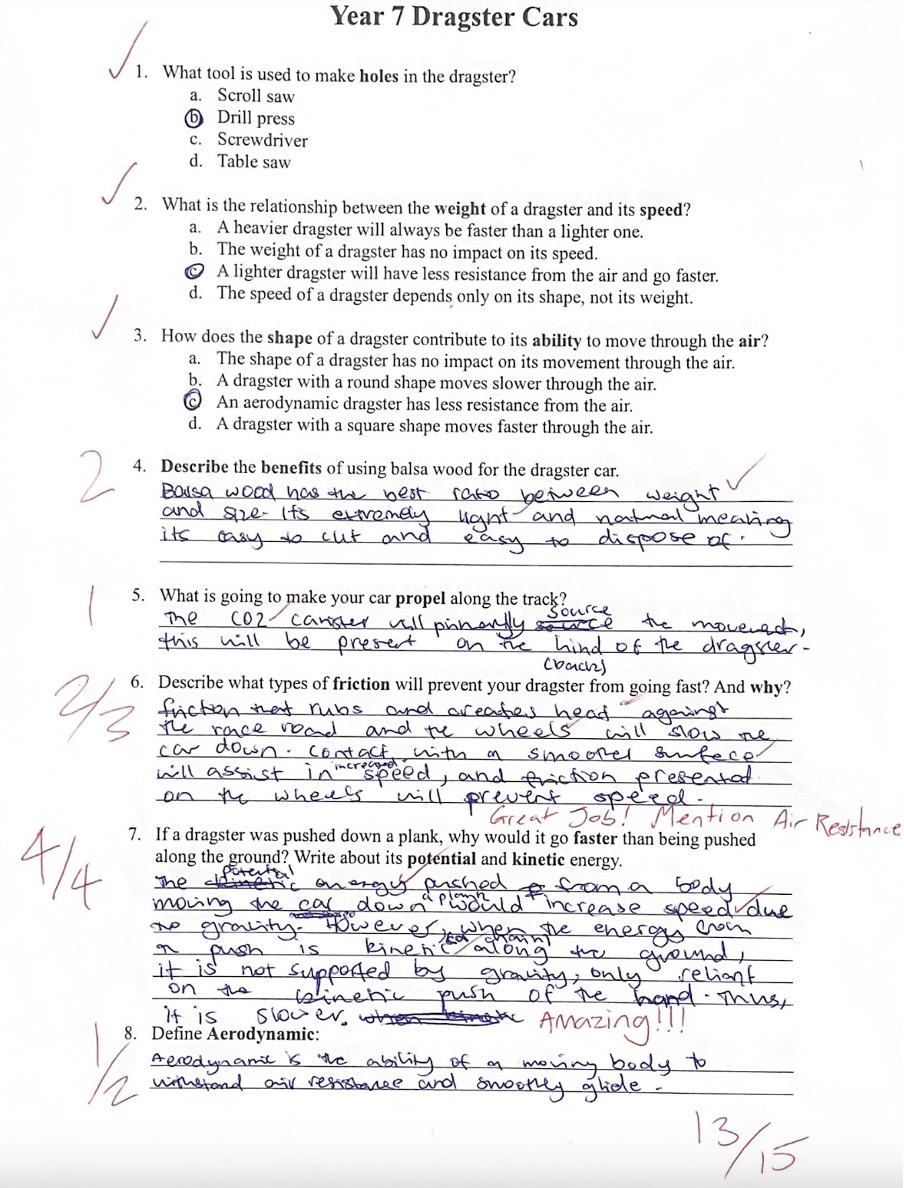 Year 7 Dragster Cars
1. What tool is used to make holes in the dragster?
a. Scroll saw
b Drill press
c. Screwdriver
d. Table saw
2. What is the relationship between the weight of a dragster and its speed?
a. A heavier dragster will always be faster than a lighter one.
b. The weight of a dragster has no impact on its speed.
c A lighter dragster will have less resistance from the air and go faster.
d. The speed of a dragster depends only on its shape, not its weight.
3. How does the shape of a dragster contribute to its ability to move through the air?
a. The shape of a dragster has no impact on its movement through the air.
b. A dragster with a round shape moves slower through the air.
c An aerodynamic dragster has less resistance from the air.
d. A dragster with a square shape moves faster through the air.
2
4. Describe the benefits of using balsa wood for the dragster car.
Balsa wood has the best ratio between weight
and size. Its extremely light and natural meaning
its easy to cut and easy to dispose of.
1
5. What is going to make your car propel along the track?
source
The CO2 canister will the movement,
this will be present on the hind of the dragster.
(back)
2/3
6. Describe what types of friction will prevent your dragster from going fast? And why?
friction that rubs and creates heat against
the race road and the wheels will slow the
car down. Contact with a smooth surface
increased
will assist in speed, and friction presented
on the wheels will prevent speed.
Great Job! Mention Air Resistance
4/4
7. If a dragster was pushed down a plank, why would it go faster than being pushed
along the ground? Write about its potential and kinetic energy.
potential
The energy pushed from a body
a plank
moving the car down would increase speed due
to gravity. However, when the energy from
a push is kinetic along the ground,
it is not supported by gravity, only reliant
on the kinetic push of the hand. Thus,
it is slower.
Amazing!!!
1/2
8. Define Aerodynamic:
Aerodynamic is the ability of a moving body to
withstand air resistance and smoothly glide.
13/15